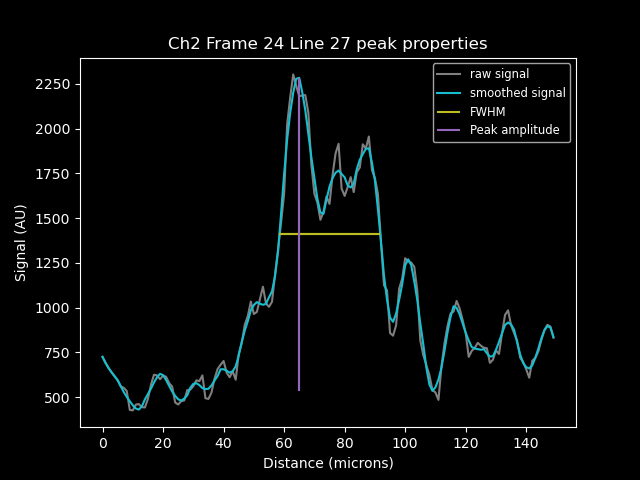 Ch2 Frame 24 Line 27 peak properties
raw signal
smoothed signal
FWHM
Peak amplitude
2250
2000
1750
1500
1250
1000
750
500
Signal (AU)
0 20 40 60 80 100 120 140
Distance (microns)